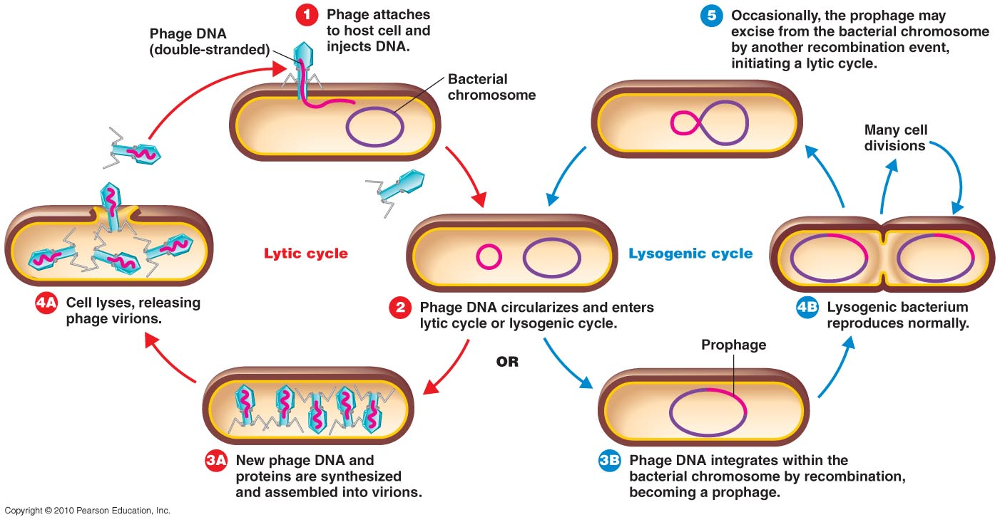 1 Phage attaches
to host cell and
injects DNA.
Phage DNA
(double-stranded)
Bacterial
chromosome
5 Occasionally, the prophage may
excise from the bacterial chromosome
by another recombination event,
initiating a lytic cycle.
Many cell
divisions
Lytic cycle
Lysogenic cycle
4A Cell lyses, releasing
phage virions.
2 Phage DNA circularizes and enters
lytic cycle or lysogenic cycle.
4B Lysogenic bacterium
reproduces normally.
OR
Prophage
3A New phage DNA and
proteins are synthesized
and assembled into virions.
3B Phage DNA integrates within the
bacterial chromosome by recombination,
becoming a prophage.
Copyright © 2010 Pearson Education, Inc.